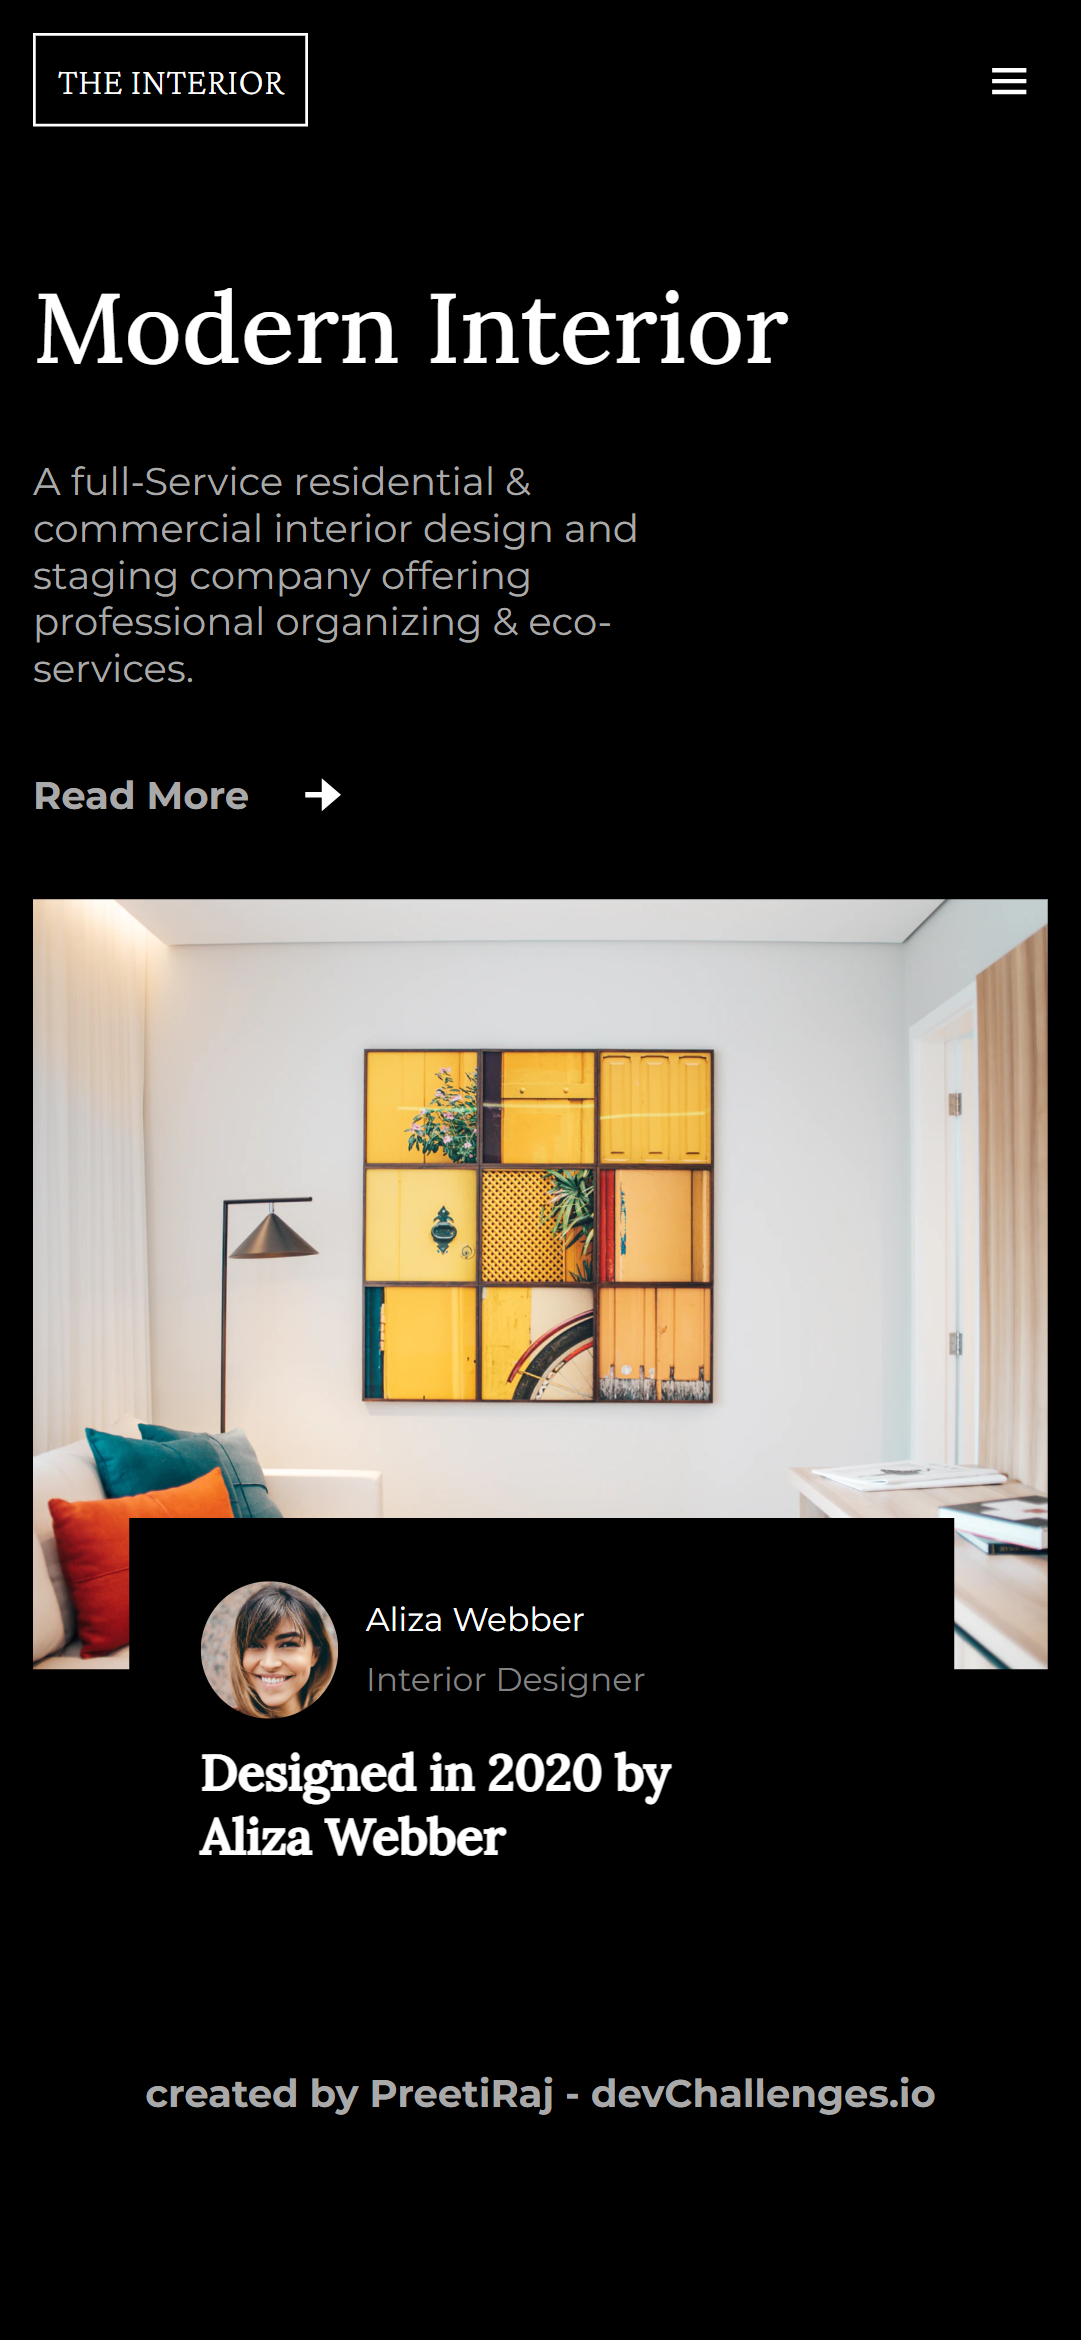 THE INTERIOR
Modern Interior
A full-Service residential &
commercial interior design and
staging company offering
professional organizing & eco-
services.
Read More
Aliza Webber
Interior Designer
Designed in 2020 by
Aliza Webber
created by PreetiRaj - devChallenges.io